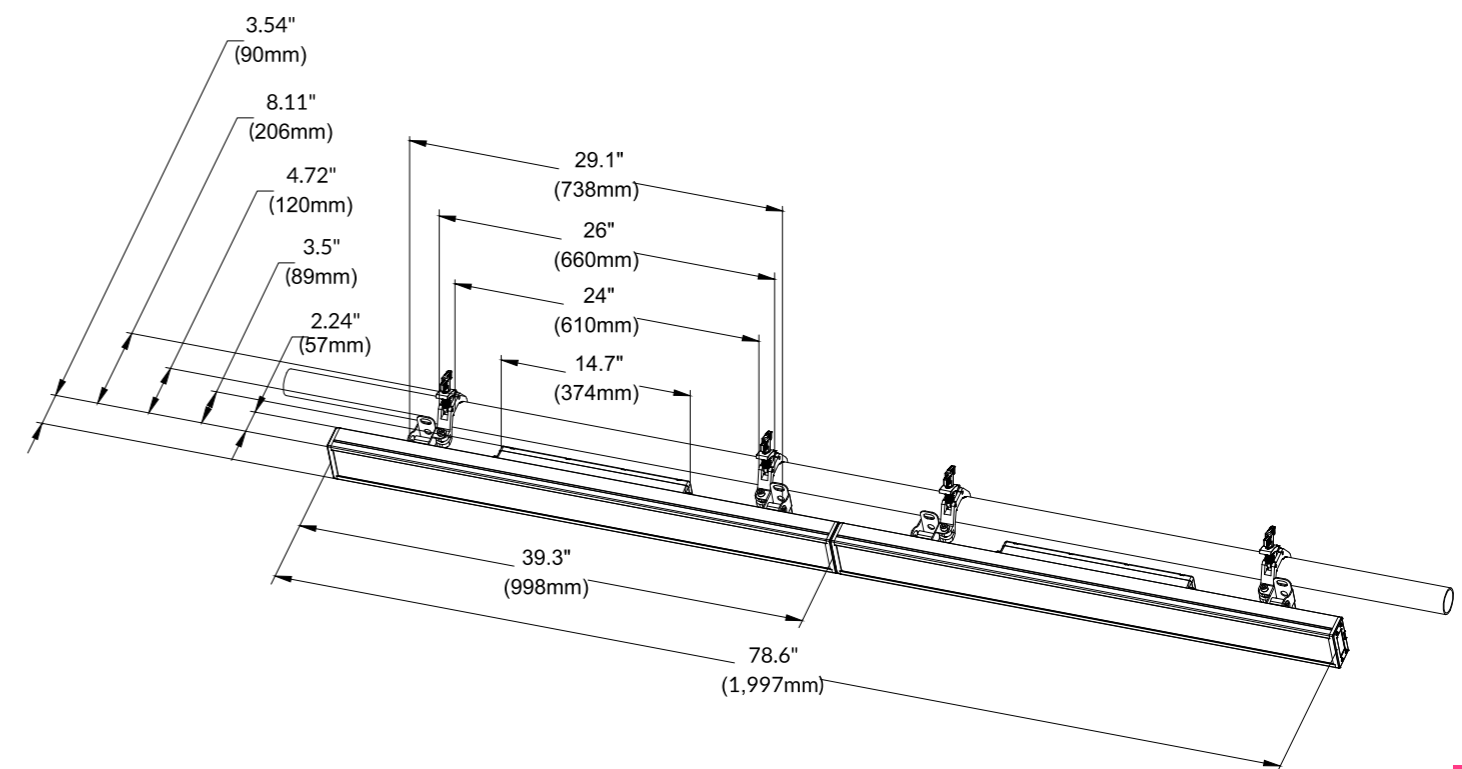 3.54"
(90mm)
8.11"
(206mm)
4.72"
(120mm)
3.5"
(89mm)
2.24"
(57mm)
29.1"
(738mm)
26"
(660mm)
24"
(610mm)
14.7"
(374mm)
39.3"
(998mm)
78.6"
(1,997mm)